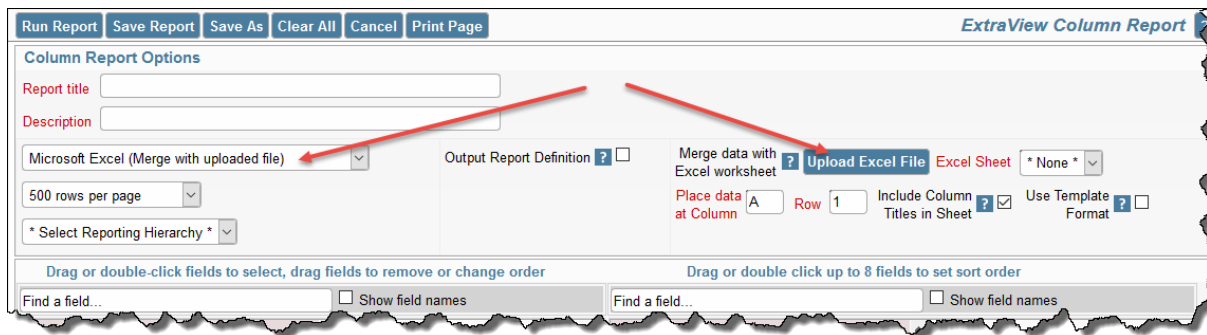 Run Report Save Report Save As Clear All Cancel Print Page ExtraView Column Report ?
Column Report Options
Report title
Description
Microsoft Excel (Merge with uploaded file) Output Report Definition ? Merge data with Excel worksheet ? Upload Excel File Excel Sheet * None *
500 rows per page Place data at Column A Row 1 Include Column Titles in Sheet ? Use Template Format ?
* Select Reporting Hierarchy *
Drag or double-click fields to select, drag fields to remove or change order Drag or double click up to 8 fields to set sort order
Find a field... Show field names Find a field... Show field names